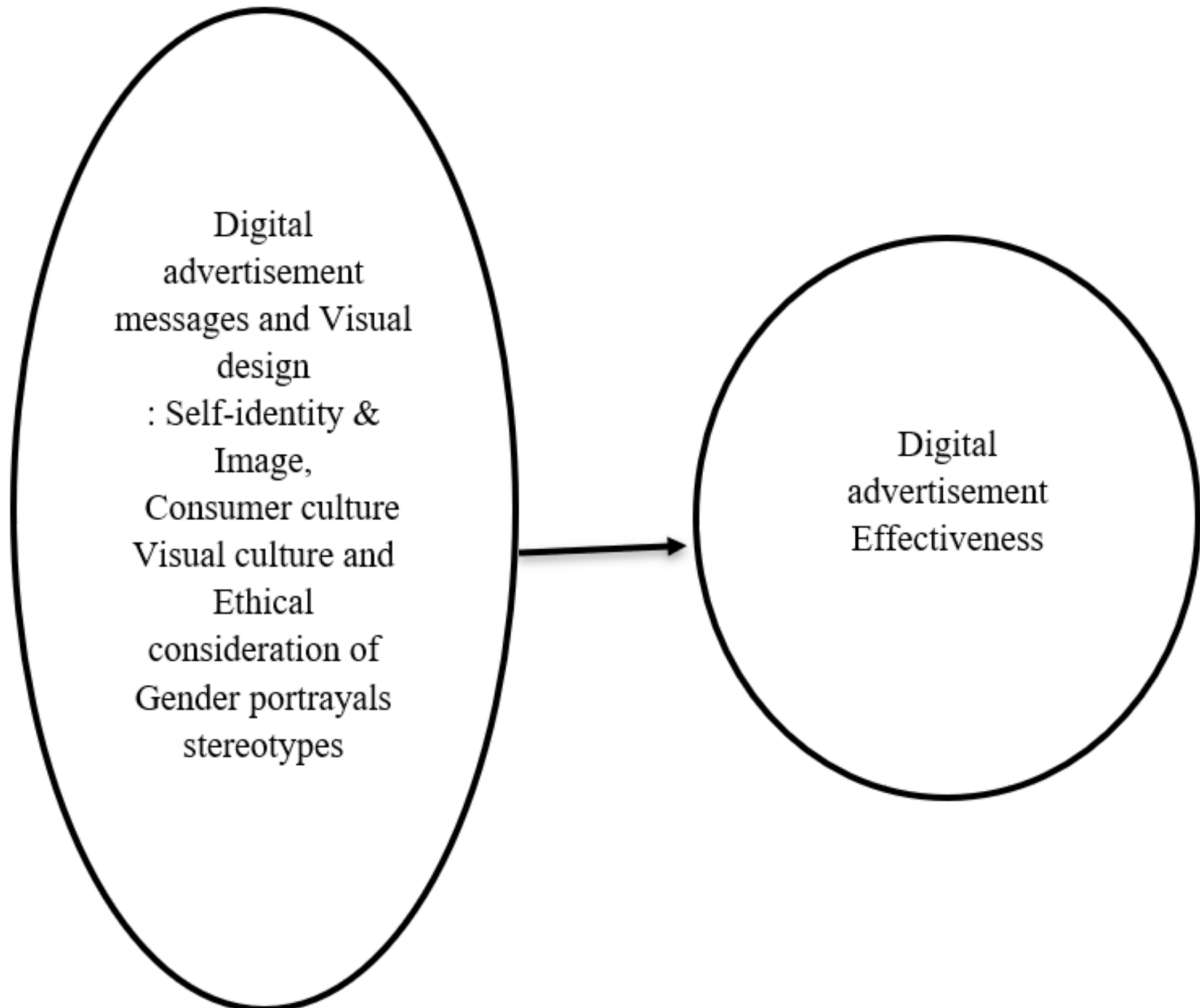 Digital
advertisement
messages and Visual
design
: Self-identity &
Image,
Consumer culture
Visual culture and
Ethical
consideration of
Gender portrayals
stereotypes
Digital
advertisement
Effectiveness